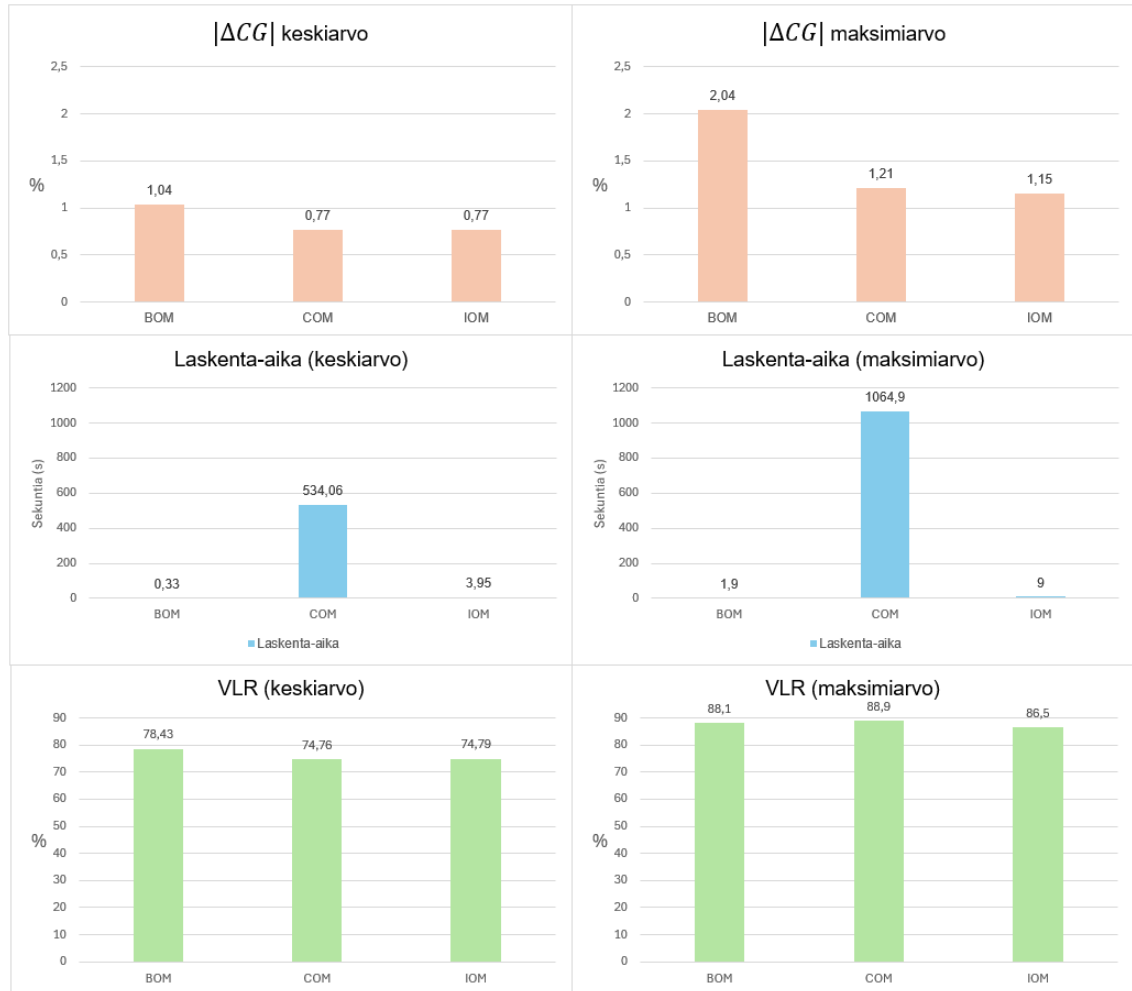 |ΔCG| keskiarvo
2,5
2
1,5
%
1
0,5
0
1,04
0,77
0,77
BOM
COM
IOM
|ΔCG| maksimiarvo
2,5
2
1,5
%
1
0,5
0
2,04
1,21
1,15
BOM
COM
IOM
Laskenta-aika (keskiarvo)
1200
1000
800
600
400
200
0
Sekuntia (s)
0,33
534,06
3,95
BOM
COM
IOM
Laskenta-aika
Laskenta-aika (maksimiarvo)
1200
1000
800
600
400
200
0
Sekuntia (s)
1,9
1064,9
9
BOM
COM
IOM
Laskenta-aika
VLR (keskiarvo)
90
80
70
60
50
%
40
30
20
10
0
78,43
74,76
74,79
BOM
COM
IOM
VLR (maksimiarvo)
90
80
70
60
50
%
40
30
20
10
0
88,1
88,9
86,5
BOM
COM
IOM